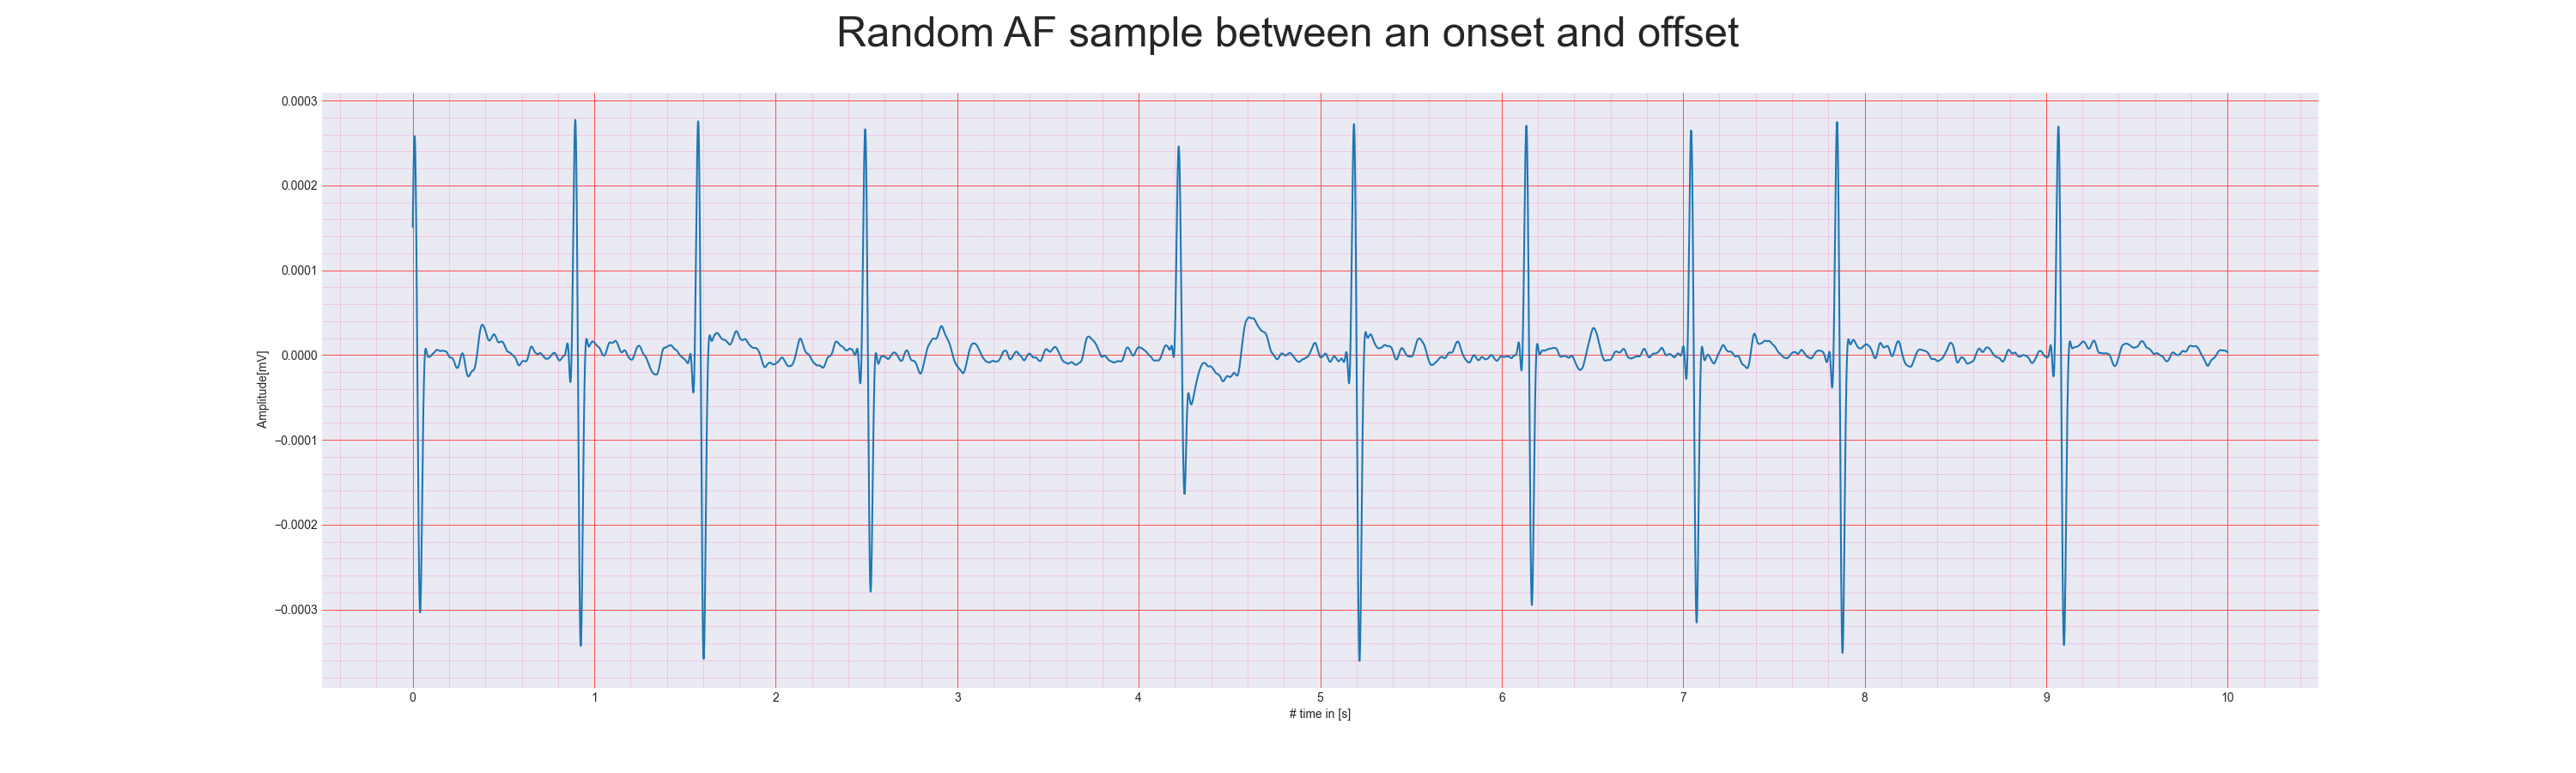 Random AF sample between an onset and offset
0.0003
0.0002
0.0001
0.0000
−0.0001
−0.0002
−0.0003
Amplitude[mV]
0 1 2 3 4 5 6 7 8 9 10
# time in [s]